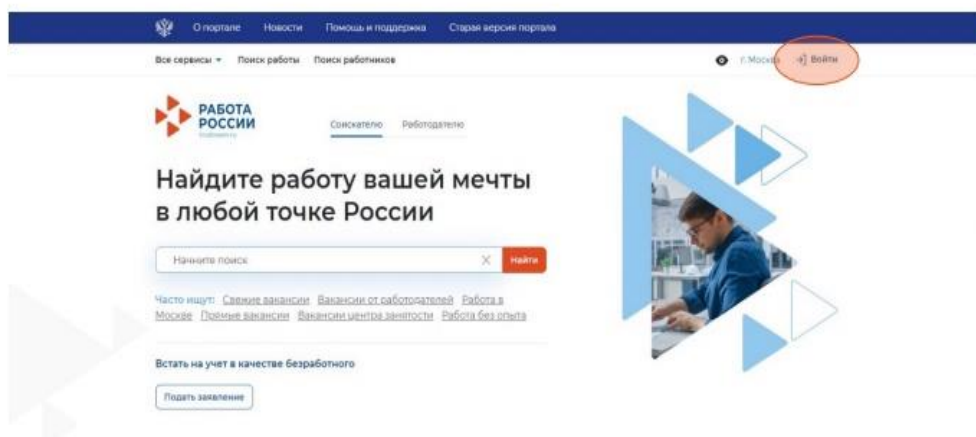 О портале Новости Помощь и поддержка Старая версия портала
Все сервисы Поиск работы Поиск работников г. Москва Войти
РАБОТА
РОССИИ
Соискателю Работодателю
Найдите работу вашей мечты
в любой точке России
Начните поиск Найти
Часто ищут: Свежие вакансии Вакансии от работодателей Работа в
Москве Прямые вакансии Вакансии центра занятости Работа без опыта
Встать на учет в качестве безработного
Подать заявление